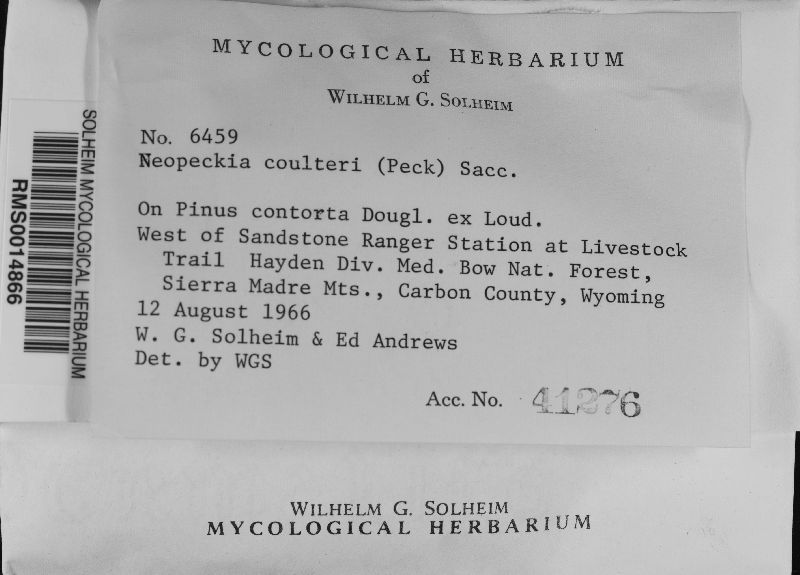 MYCOLOGICAL HERBARIUM
of
WILHELM G. SOLHEIM
No. 6459
Neopeckia coulteri (Peck) Sacc.
On Pinus contorta Dougl. ex Loud.
West of Sandstone Ranger Station at Livestock
Trail Hayden Div. Med. Bow Nat. Forest,
Sierra Madre Mts., Carbon County, Wyoming
12 August 1966
W. G. Solheim & Ed Andrews
Det. by WGS
Acc. No. 41276
SOLHEIM MYCOLOGICAL HERBARIUM
RMS0014866
WILHELM G. SOLHEIM
MYCOLOGICAL HERBARIUM